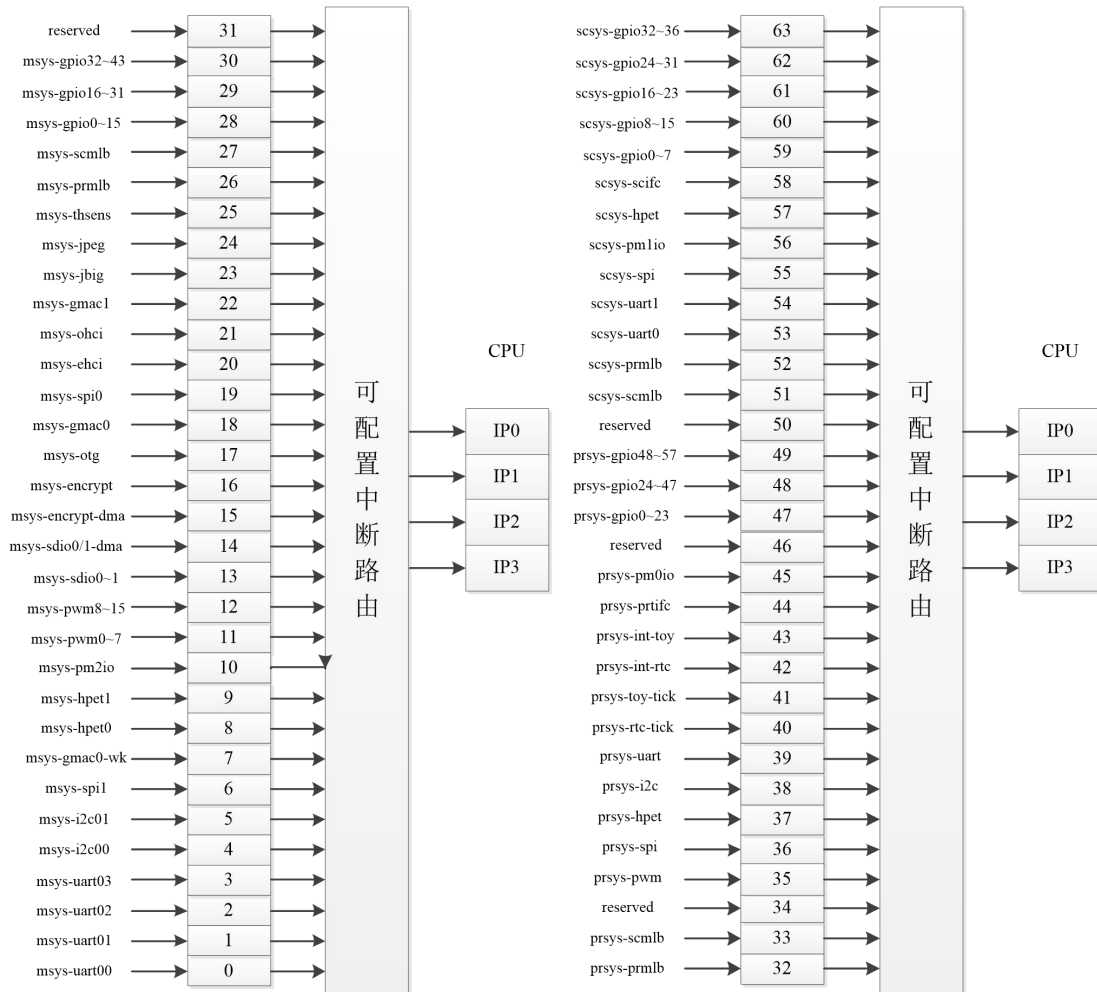 reserved 31
msys-gpio32~43 30
msys-gpio16~31 29
msys-gpio0~15 28
msys-scmlb 27
msys-prmlb 26
msys-thsens 25
msys-jpeg 24
msys-jbig 23
msys-gmac1 22
msys-ohci 21
msys-ehci 20
msys-spi0 19
msys-gmac0 18
msys-otg 17
msys-encrypt 16
msys-encrypt-dma 15
msys-sdio0/1-dma 14
msys-sdio0~1 13
msys-pwm8~15 12
msys-pwm0~7 11
msys-pm2io 10
msys-hpet1 9
msys-hpet0 8
msys-gmac0-wk 7
msys-spi1 6
msys-i2c01 5
msys-i2c00 4
msys-uart03 3
msys-uart02 2
msys-uart01 1
msys-uart00 0
可配置中断路由
CPU
IP0
IP1
IP2
IP3
scsys-gpio32~36 63
scsys-gpio24~31 62
scsys-gpio16~23 61
scsys-gpio8~15 60
scsys-gpio0~7 59
scsys-scifc 58
scsys-hpet 57
scsys-pm1io 56
scsys-spi 55
scsys-uart1 54
scsys-uart0 53
scsys-prmlb 52
scsys-scmlb 51
reserved 50
prsys-gpio48~57 49
prsys-gpio24~47 48
prsys-gpio0~23 47
reserved 46
prsys-pm0io 45
prsys-prtifc 44
prsys-int-toy 43
prsys-int-rtc 42
prsys-toy-tick 41
prsys-rtc-tick 40
prsys-uart 39
prsys-i2c 38
prsys-hpet 37
prsys-spi 36
prsys-pwm 35
reserved 34
prsys-scmlb 33
prsys-prmlb 32
可配置中断路由
CPU
IP0
IP1
IP2
IP3